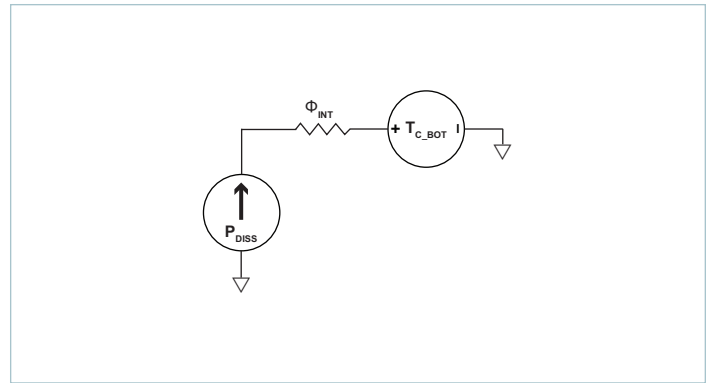 Φ_INT
+ T_C_BOT –
P_DISS